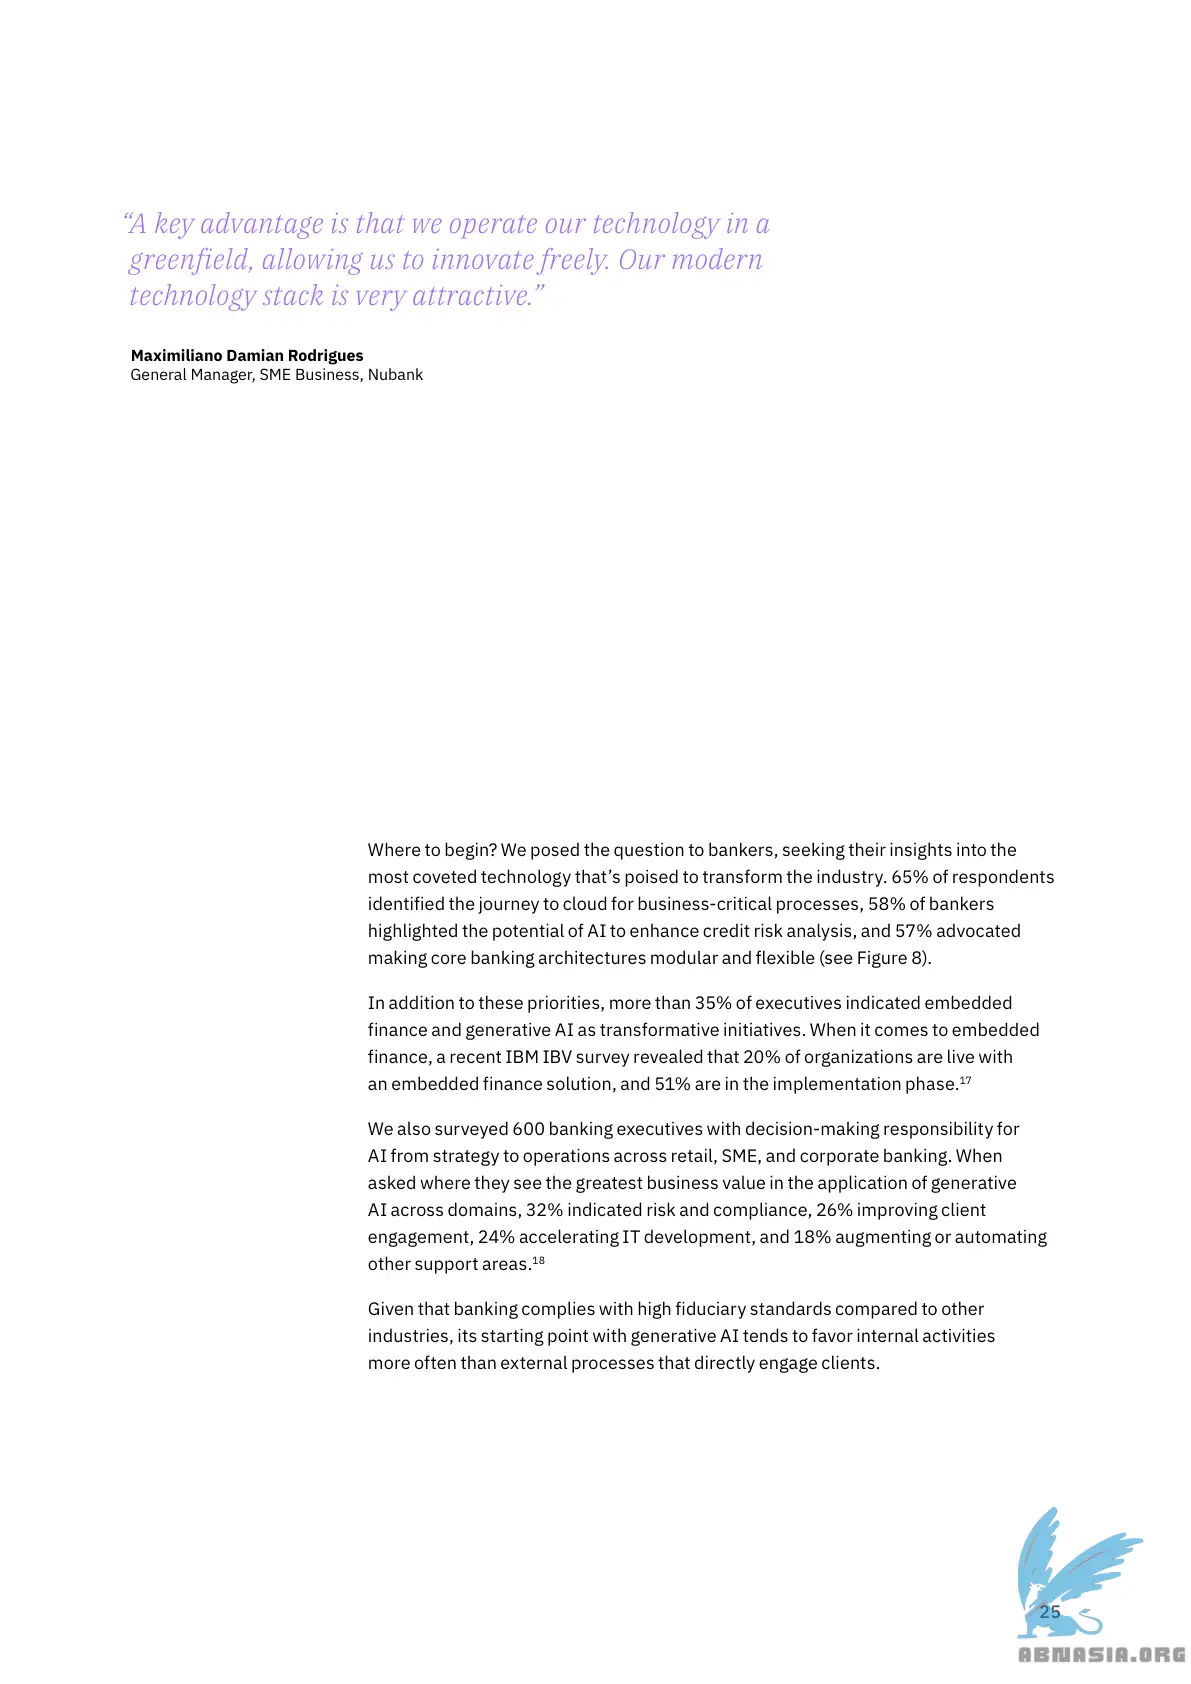 “A key advantage is that we operate our technology in a
greenfield, allowing us to innovate freely. Our modern
technology stack is very attractive.”
Maximiliano Damian Rodrigues
General Manager, SME Business, Nubank
Where to begin? We posed the question to bankers, seeking their insights into the
most coveted technology that’s poised to transform the industry. 65% of respondents
identified the journey to cloud for business-critical processes, 58% of bankers
highlighted the potential of AI to enhance credit risk analysis, and 57% advocated
making core banking architectures modular and flexible (see Figure 8).
In addition to these priorities, more than 35% of executives indicated embedded
finance and generative AI as transformative initiatives. When it comes to embedded
finance, a recent IBM IBV survey revealed that 20% of organizations are live with
an embedded finance solution, and 51% are in the implementation phase.17
We also surveyed 600 banking executives with decision-making responsibility for
AI from strategy to operations across retail, SME, and corporate banking. When
asked where they see the greatest business value in the application of generative
AI across domains, 32% indicated risk and compliance, 26% improving client
engagement, 24% accelerating IT development, and 18% augmenting or automating
other support areas.18
Given that banking complies with high fiduciary standards compared to other
industries, its starting point with generative AI tends to favor internal activities
more often than external processes that directly engage clients.
25
ABNASIA.ORG